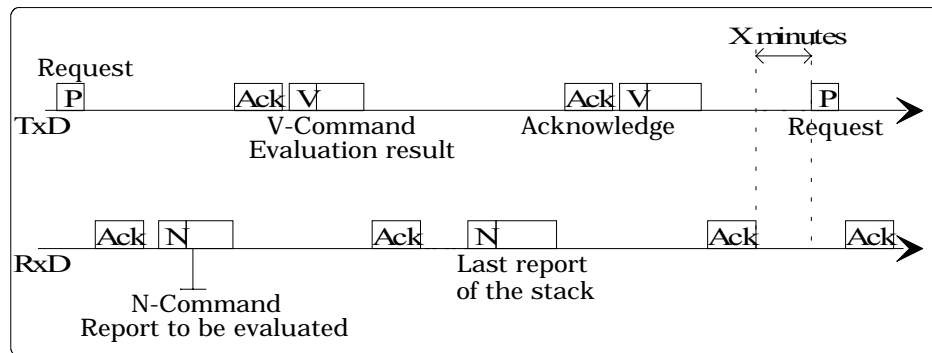 X minutes
Request
P
Ack V
Ack V
P
TxD
V-Command
Evaluation result
Acknowledge
Request
Ack N
Ack
N
Ack
Ack
RxD
N-Command
Report to be evaluated
Last report
of the stack